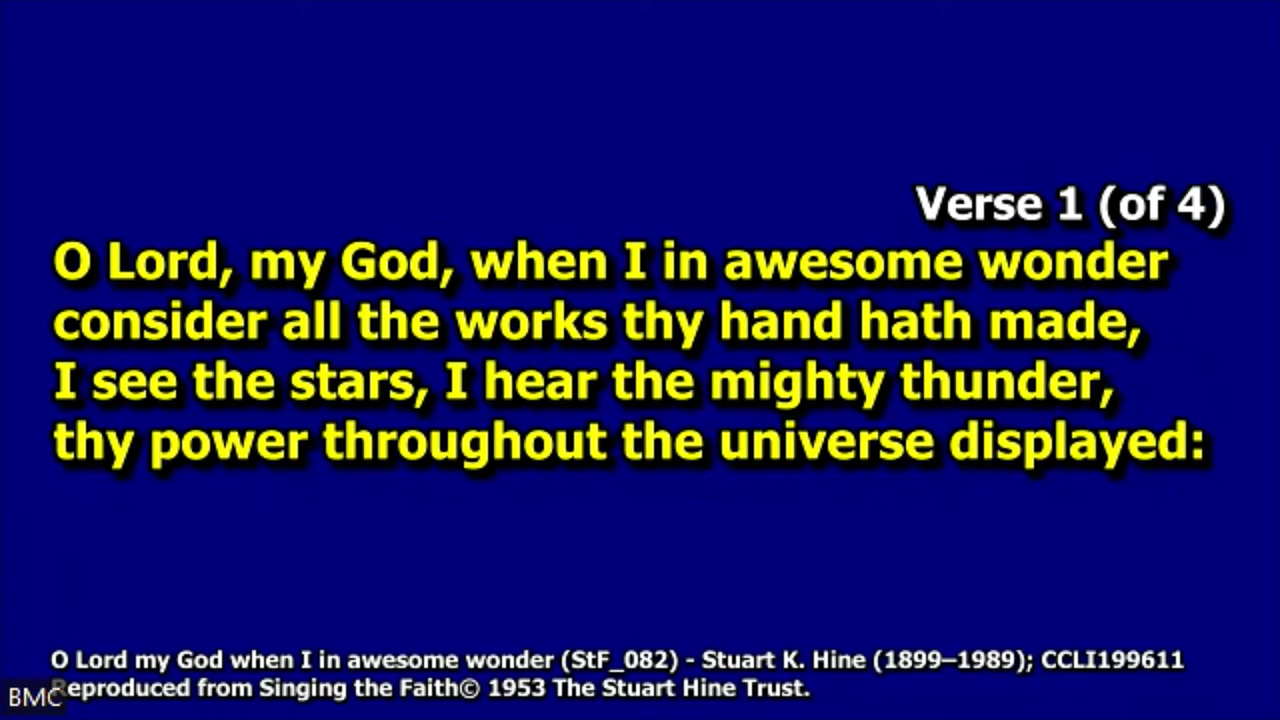 Verse 1 (of 4)
O Lord, my God, when I in awesome wonder
consider all the works thy hand hath made,
I see the stars, I hear the mighty thunder,
thy power throughout the universe displayed:
O Lord my God when I in awesome wonder (StF_082) - Stuart K. Hine (1899–1989); CCLI199611
Reproduced from Singing the Faith© 1953 The Stuart Hine Trust.
BMC